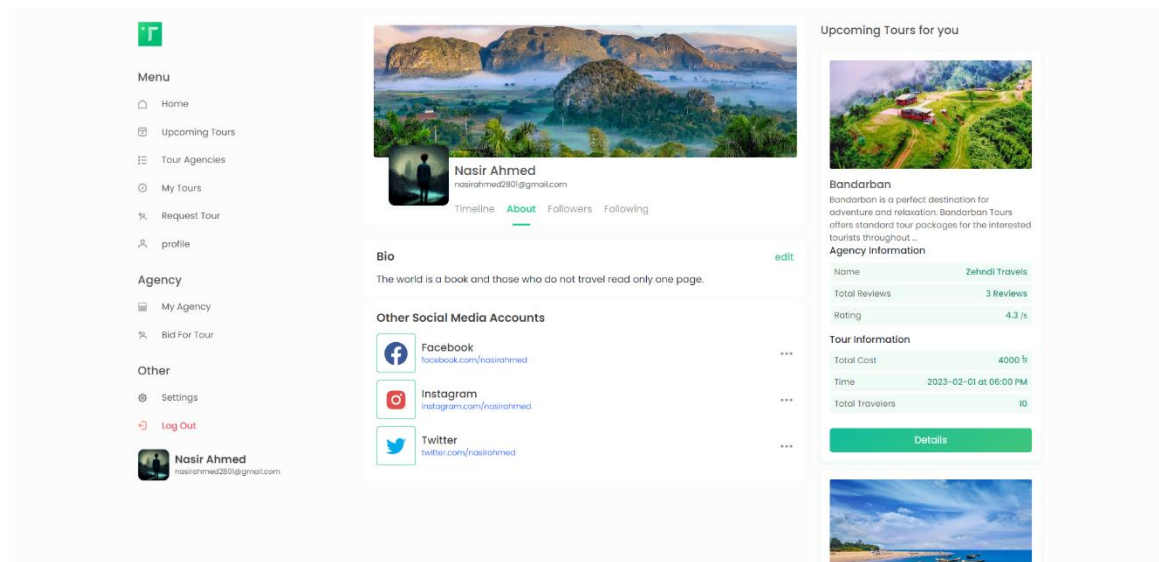 Menu
Home
Upcoming Tours
Tour Agencies
My Tours
Request Tour
profile
Agency
My Agency
Bid For Tour
Other
Settings
Log Out
Nasir Ahmed
nasirahmed2801@gmail.com
Nasir Ahmed
nasirahmed2801@gmail.com
Timeline About Followers Following
Bio edit
The world is a book and those who do not travel read only one page.
Other Social Media Accounts
Facebook
facebook.com/nasirahmed
Instagram
instagram.com/nasirahmed
Twitter
twitter.com/nasirahmed
Upcoming Tours for you
Bandarban
Bandarban is a perfect destination for
adventure and relaxation. Bandarban Tours
offers standard tour packages for the interested
tourists throughout ...
Agency Information
Name Zehndi Travels
Total Reviews 3 Reviews
Rating 4.3 /5
Tour Information
Total Cost 4000 ৳
Time 2023-02-01 at 06:00 PM
Total Travelers 10
Details